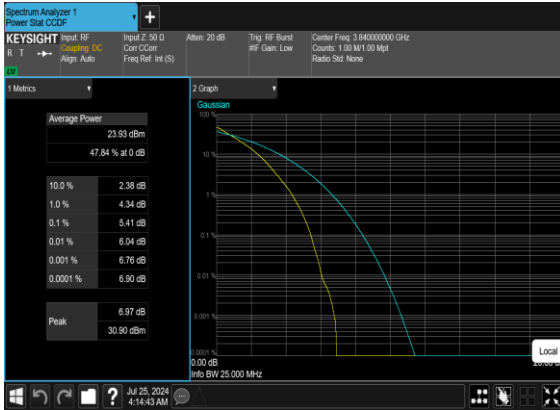 Spectrum Analyzer 1
Power Stat CCDF
KEYSIGHT
R T
LV
Input: RF
Coupling: DC
Align: Auto
Input Z: 50 Ω
Corr CCorr
Freq Ref: Int (S)
Atten: 20 dB
Trig: RF Burst
#IF Gain: Low
Center Freq: 3.840000000 GHz
Counts: 1.00 M/1.00 Mpt
Radio Std: None
1 Metrics
Average Power
23.93 dBm
47.84 % at 0 dB
10.0 % 2.38 dB
1.0 % 4.34 dB
0.1 % 5.41 dB
0.01 % 6.04 dB
0.001 % 6.76 dB
0.0001 % 6.90 dB
Peak
6.97 dB
30.90 dBm
2 Graph
Gaussian
100 %
10 %
1 %
0.1 %
0.01 %
0.001 %
0.0001 %
0.00 dB
Info BW 25.000 MHz
Local
Jul 25, 2024
4:14:43 AM